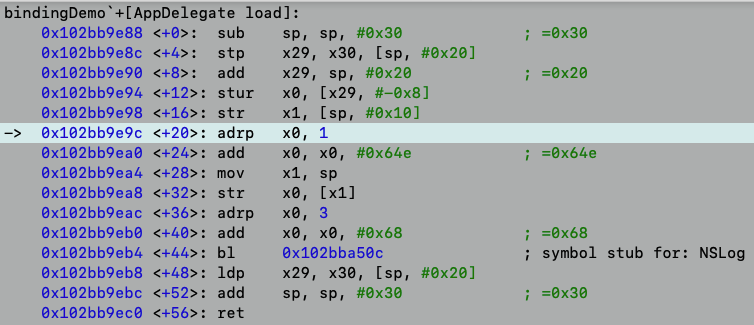 bindingDemo`+[AppDelegate load]:
0x102bb9e88 <+0>: sub sp, sp, #0x30 ; =0x30
0x102bb9e8c <+4>: stp x29, x30, [sp, #0x20]
0x102bb9e90 <+8>: add x29, sp, #0x20 ; =0x20
0x102bb9e94 <+12>: stur x0, [x29, #-0x8]
0x102bb9e98 <+16>: str x1, [sp, #0x10]
-> 0x102bb9e9c <+20>: adrp x0, 1
0x102bb9ea0 <+24>: add x0, x0, #0x64e ; =0x64e
0x102bb9ea4 <+28>: mov x1, sp
0x102bb9ea8 <+32>: str x0, [x1]
0x102bb9eac <+36>: adrp x0, 3
0x102bb9eb0 <+40>: add x0, x0, #0x68 ; =0x68
0x102bb9eb4 <+44>: bl 0x102bba50c ; symbol stub for: NSLog
0x102bb9eb8 <+48>: ldp x29, x30, [sp, #0x20]
0x102bb9ebc <+52>: add sp, sp, #0x30 ; =0x30
0x102bb9ec0 <+56>: ret